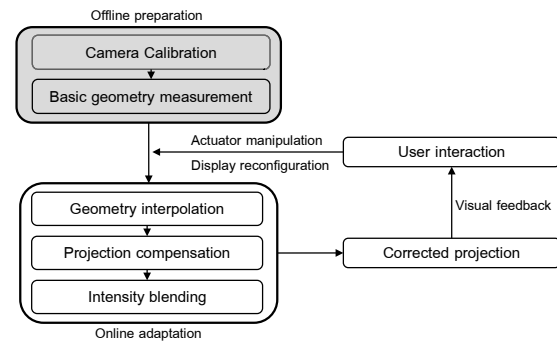 Offline preparation
Camera Calibration
Basic geometry measurement
Actuator manipulation
Display reconfiguration
User interaction
Visual feedback
Geometry interpolation
Projection compensation
Intensity blending
Corrected projection
Online adaptation